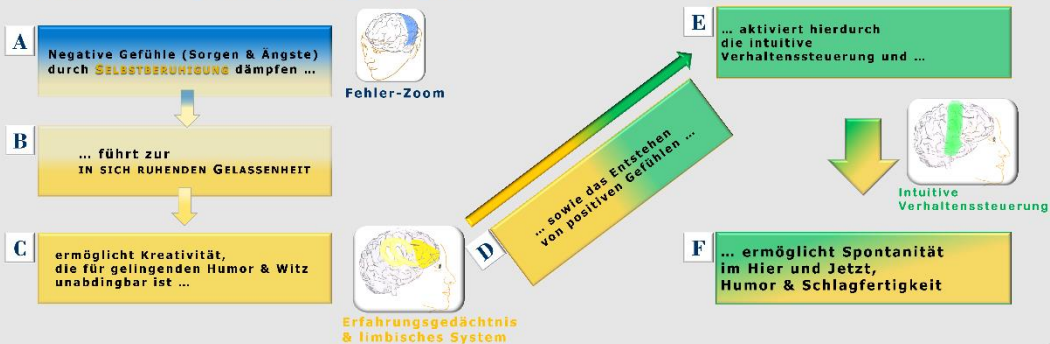 A
Negative Gefühle (Sorgen & Ängste)
durch SELBSTBERUHIGUNG dämpfen ...
Fehler-Zoom
B
... führt zur
IN SICH RUHENDEN GELASSENHEIT
C
ermöglicht Kreativität,
die für gelingenden Humor & Witz
unabdingbar ist ...
Erfahrungsgedächtnis
& limbisches System
D
... sowie das Entstehen
von positiven Gefühlen ...
E
... aktiviert hierdurch
die intuitive
Verhaltenssteuerung und ...
Intuitive
Verhaltenssteuerung
F
... ermöglicht Spontanität
im Hier und Jetzt,
Humor & Schlagfertigkeit